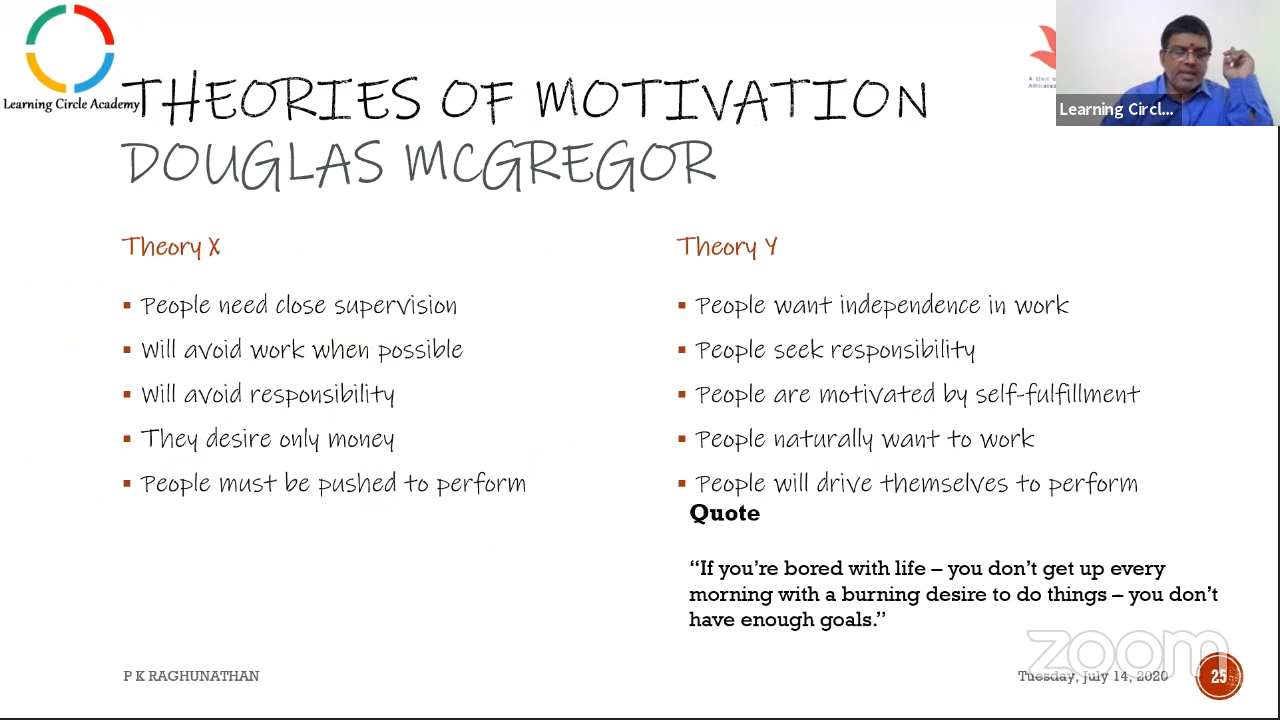 Learning Circle Academy
THEORIES OF MOTIVATION
DOUGLAS MCGREGOR
A Unit of
Affiliated
Learning Circl...
Theory X
▪ People need close supervision
▪ Will avoid work when possible
▪ Will avoid responsibility
▪ They desire only money
▪ People must be pushed to perform
Theory Y
▪ People want independence in work
▪ People seek responsibility
▪ People are motivated by self-fulfillment
▪ People naturally want to work
▪ People will drive themselves to perform
Quote
“If you’re bored with life – you don’t get up every
morning with a burning desire to do things – you don’t
have enough goals.”
zoom
P K RAGHUNATHAN
Tuesday, July 14, 2020
25